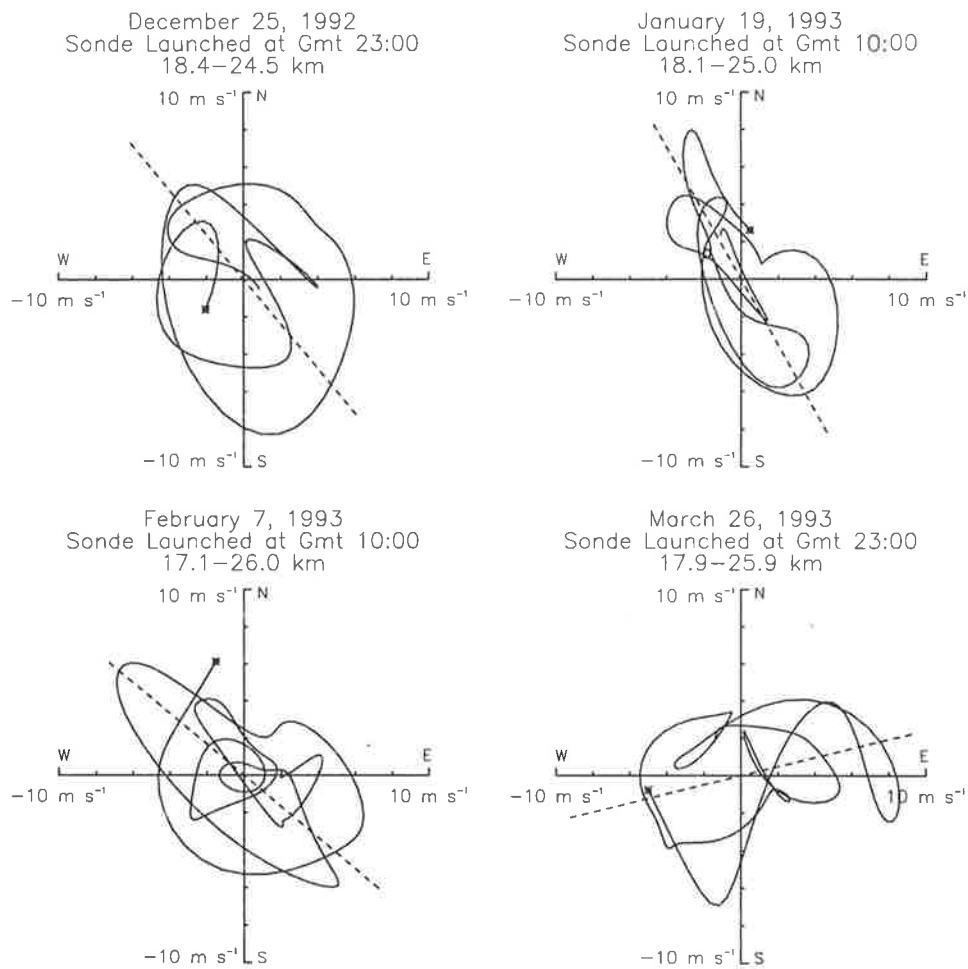 December 25, 1992
Sonde Launched at Gmt 23:00
18.4−24.5 km
10 m s⁻¹ N
W E
−10 m s⁻¹ 10 m s⁻¹
−10 m s⁻¹ S
January 19, 1993
Sonde Launched at Gmt 10:00
18.1−25.0 km
10 m s⁻¹ N
W E
−10 m s⁻¹ 10 m s⁻¹
−10 m s⁻¹ S
February 7, 1993
Sonde Launched at Gmt 10:00
17.1−26.0 km
10 m s⁻¹ N
W E
−10 m s⁻¹ 10 m s⁻¹
−10 m s⁻¹ S
March 26, 1993
Sonde Launched at Gmt 23:00
17.9−25.9 km
10 m s⁻¹ N
W E
−10 m s⁻¹ 10 m s⁻¹
−10 m s⁻¹ S